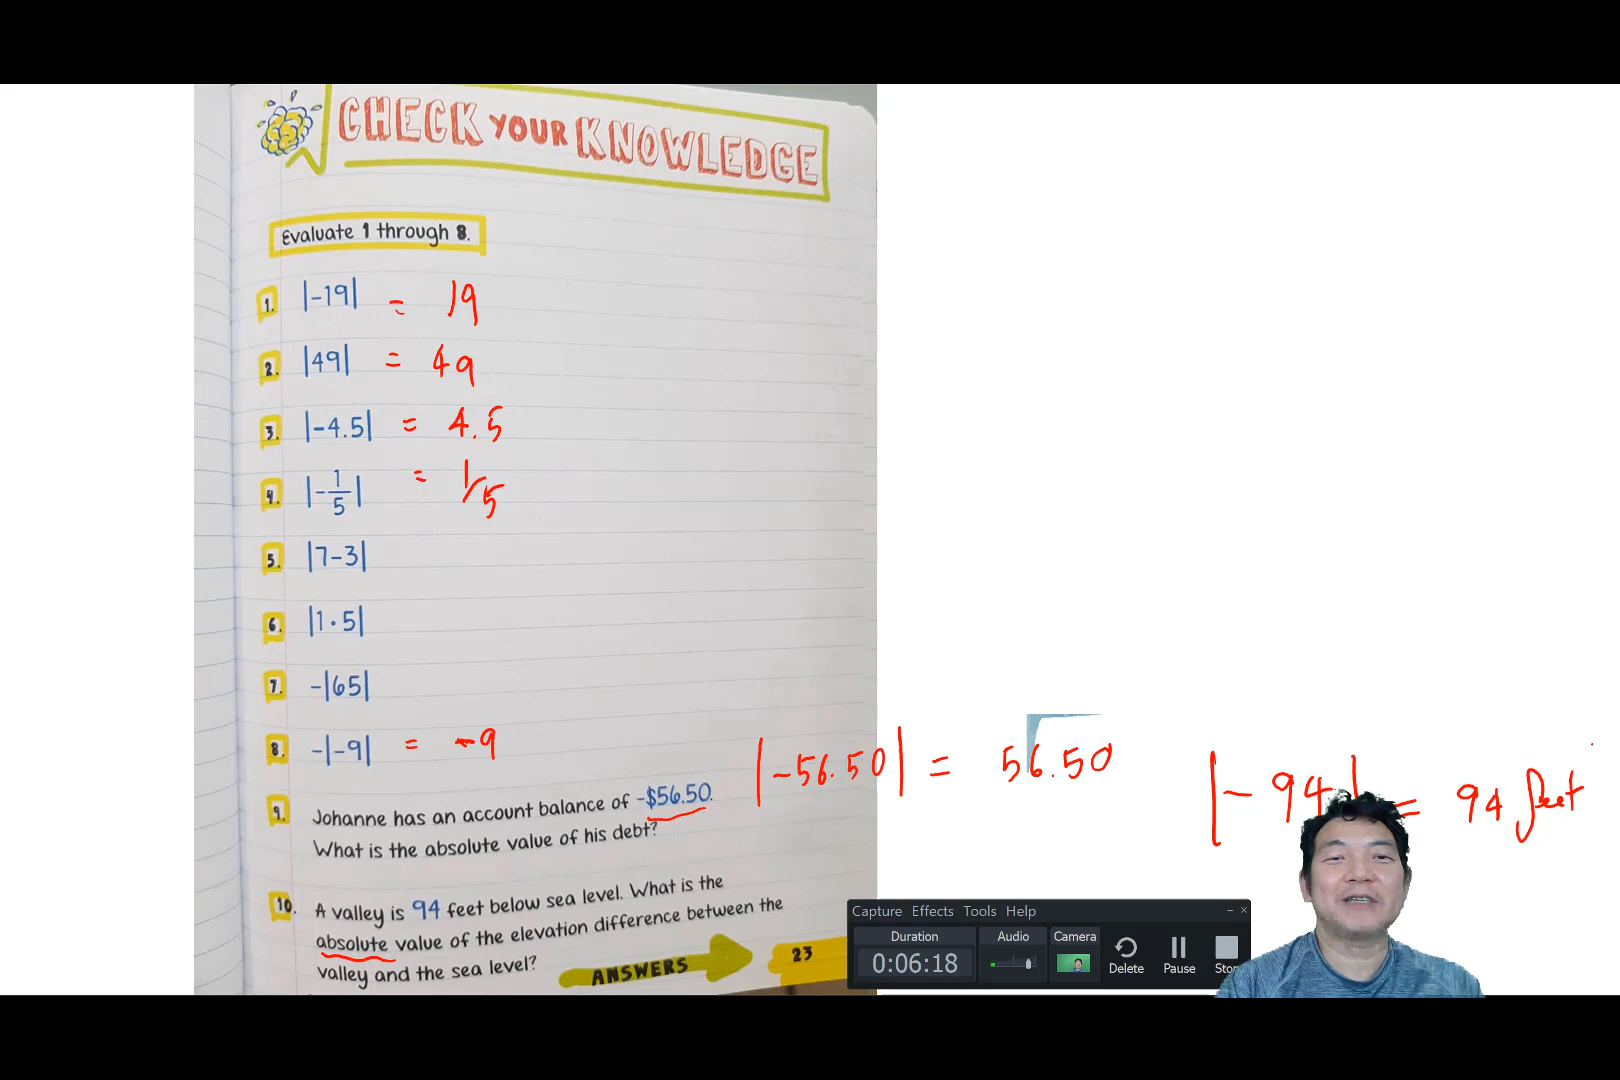 CHECK YOUR KNOWLEDGE
Evaluate 1 through 8.
1. |-19| = 19
2. |49| = 49
3. |-4.5| = 4.5
4. |-1/5| = 1/5
5. |7-3|
6. |1·5|
7. -|65|
8. -|-9| = -9
9. Johanne has an account balance of -$56.50.
What is the absolute value of his debt?
|-56.50| = 56.50
|-94| = 94 feet
10. A valley is 94 feet below sea level. What is the
absolute value of the elevation difference between the
valley and the sea level?
ANSWERS
23
Capture Effects Tools Help
Duration Audio Camera
0:06:18
Delete Pause Stop